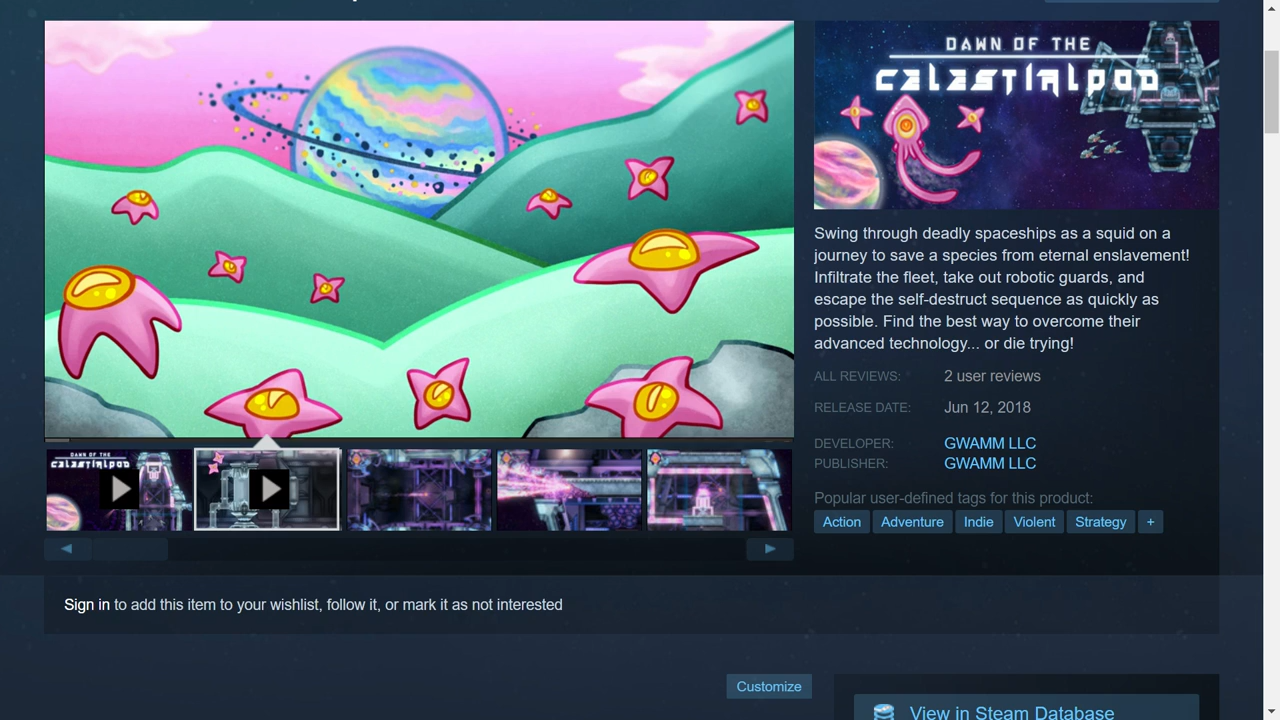 DAWN OF THE
CELESTIALPOD
Swing through deadly spaceships as a squid on a
journey to save a species from eternal enslavement!
Infiltrate the fleet, take out robotic guards, and
escape the self-destruct sequence as quickly as
possible. Find the best way to overcome their
advanced technology... or die trying!
ALL REVIEWS: 2 user reviews
RELEASE DATE: Jun 12, 2018
DEVELOPER: GWAMM LLC
PUBLISHER: GWAMM LLC
Popular user-defined tags for this product:
Action Adventure Indie Violent Strategy +
DAWN OF THE
CELESTIALPOD
Sign in to add this item to your wishlist, follow it, or mark it as not interested
Customize
View in Steam Database